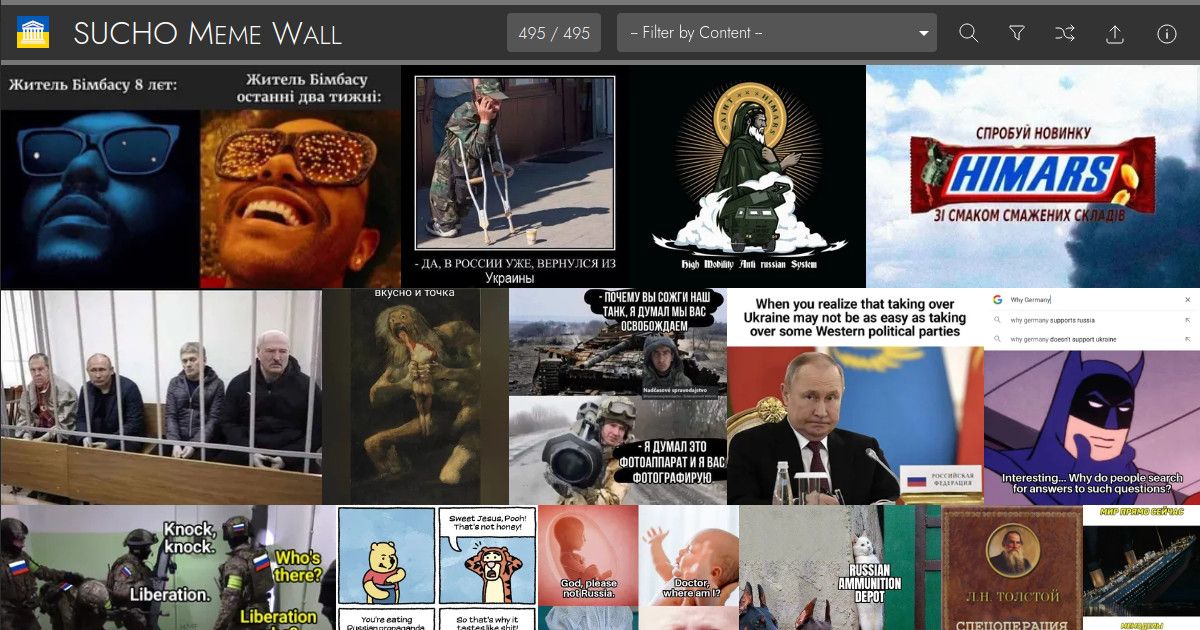 SUCHO MEME WALL
495 / 495
-- Filter by Content --
Житель Бімбасу 8 лєт:
Житель Бімбасу
останні два тижні:
- ДА, В РОССИИ УЖЕ, ВЕРНУЛСЯ ИЗ
Украины
SAINT HIMARS
High Mobility Anti russian System
СПРОБУЙ НОВИНКУ
HIMARS
ЗІ СМАКОМ СМАЖЕНИХ СКЛАДІВ
вкусно и точка
- ПОЧЕМУ ВЫ СОЖГИ НАШ
ТАНК, Я ДУМАЛ МЫ ВАС
ОСВОБОЖДАЕМ
Nadčasové spravodajstvo
- Я ДУМАЛ ЭТО
ФОТОАППАРАТ И Я ВАС
ФОТОГРАФИРУЮ
When you realize that taking over
Ukraine may not be as easy as taking
over some Western political parties
РОССИЙСКАЯ
ФЕДЕРАЦИЯ
Why Germany
why germany supports russia
why germany doesn't support ukraine
Interesting... Why do people search
for answers to such questions?
Knock,
knock.
Who's
there?
Liberation.
Liberation
Sweet Jesus, Pooh!
That's not honey!
You're eating
Russian propaganda
So that's why it
tastes like shit!
God, please
not Russia.
Doctor,
where am I?
RUSSIAN
AMMUNITION
DEPOT
Л.Н. ТОЛСТОЙ
СПЕЦОПЕРАЦИЯ
МИР ПРЯМО СЕЙЧАС
МЕМОДЕЛЫ